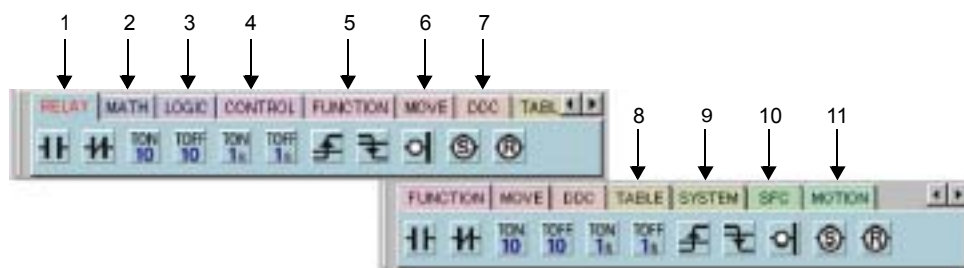 1 2 3 4 5 6 7
RELAY MATH LOGIC CONTROL FUNCTION MOVE DDC TABL
TON 10 TOFF 10 TON 1s TOFF 1s S R
8 9 10 11
FUNCTION MOVE DDC TABLE SYSTEM SFC MOTION
TON 10 TOFF 10 TON 1s TOFF 1s S R